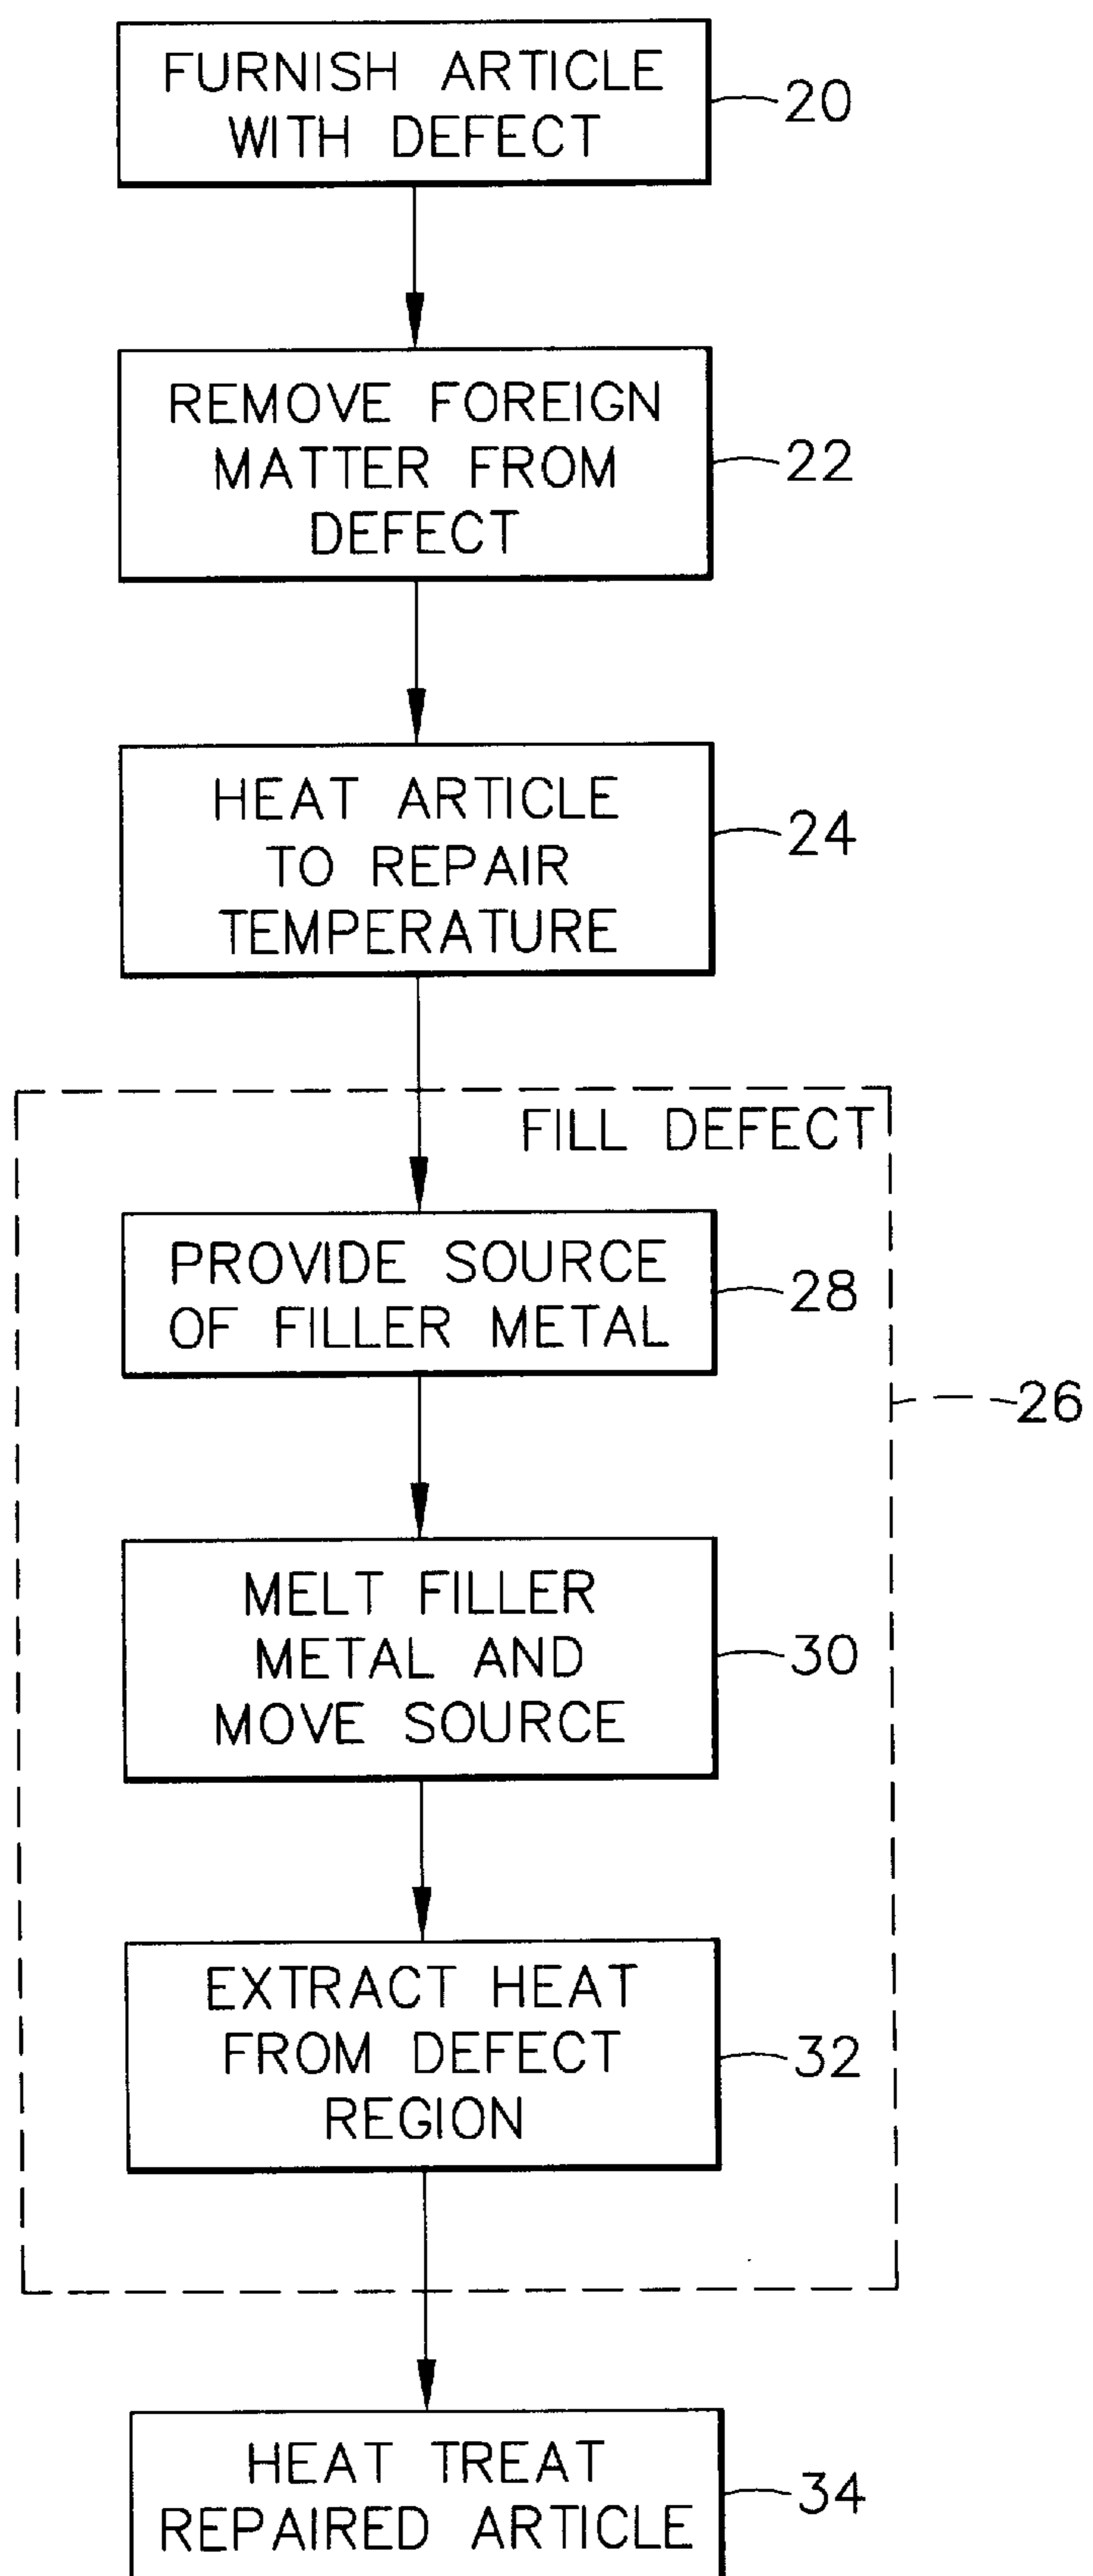 FURNISH ARTICLE
WITH DEFECT
20
REMOVE FOREIGN
MATTER FROM
DEFECT
22
HEAT ARTICLE
TO REPAIR
TEMPERATURE
24
FILL DEFECT
PROVIDE SOURCE
OF FILLER METAL
28
26
MELT FILLER
METAL AND
MOVE SOURCE
30
EXTRACT HEAT
FROM DEFECT
REGION
32
HEAT TREAT
REPAIRED ARTICLE
34